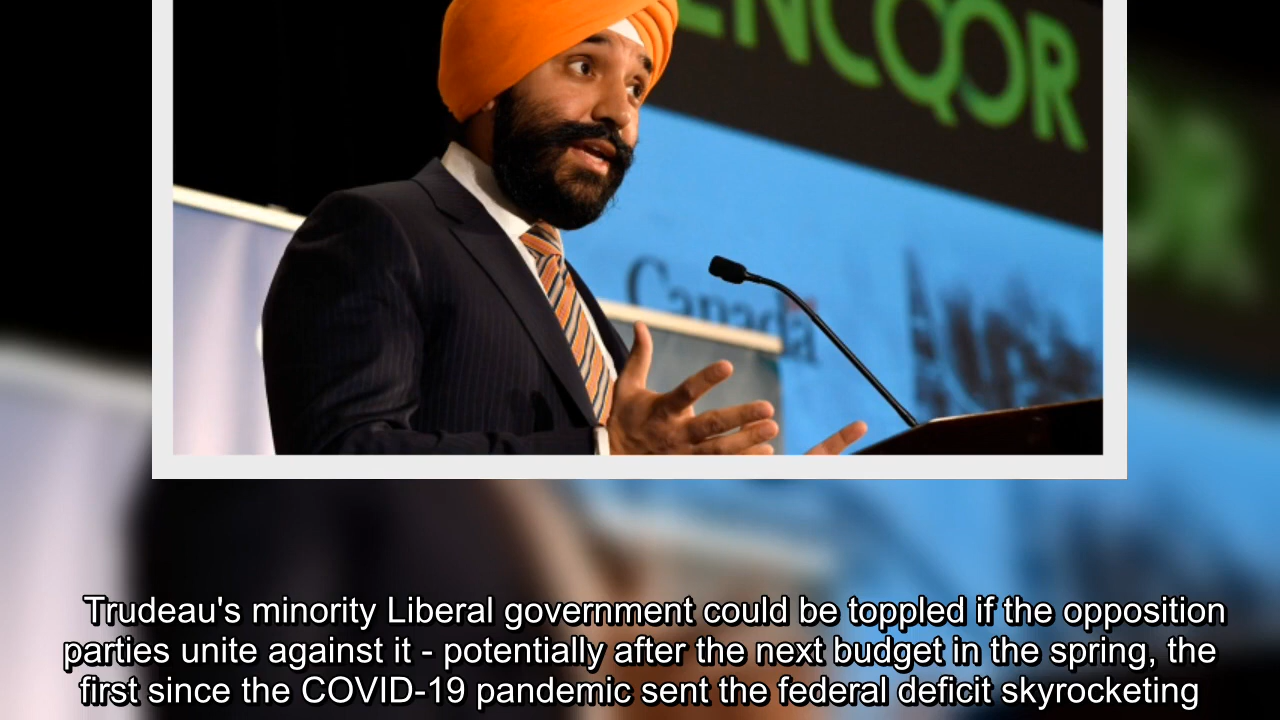 ENCQOR
Canada
Trudeau's minority Liberal government could be toppled if the opposition
parties unite against it - potentially after the next budget in the spring, the
first since the COVID-19 pandemic sent the federal deficit skyrocketing